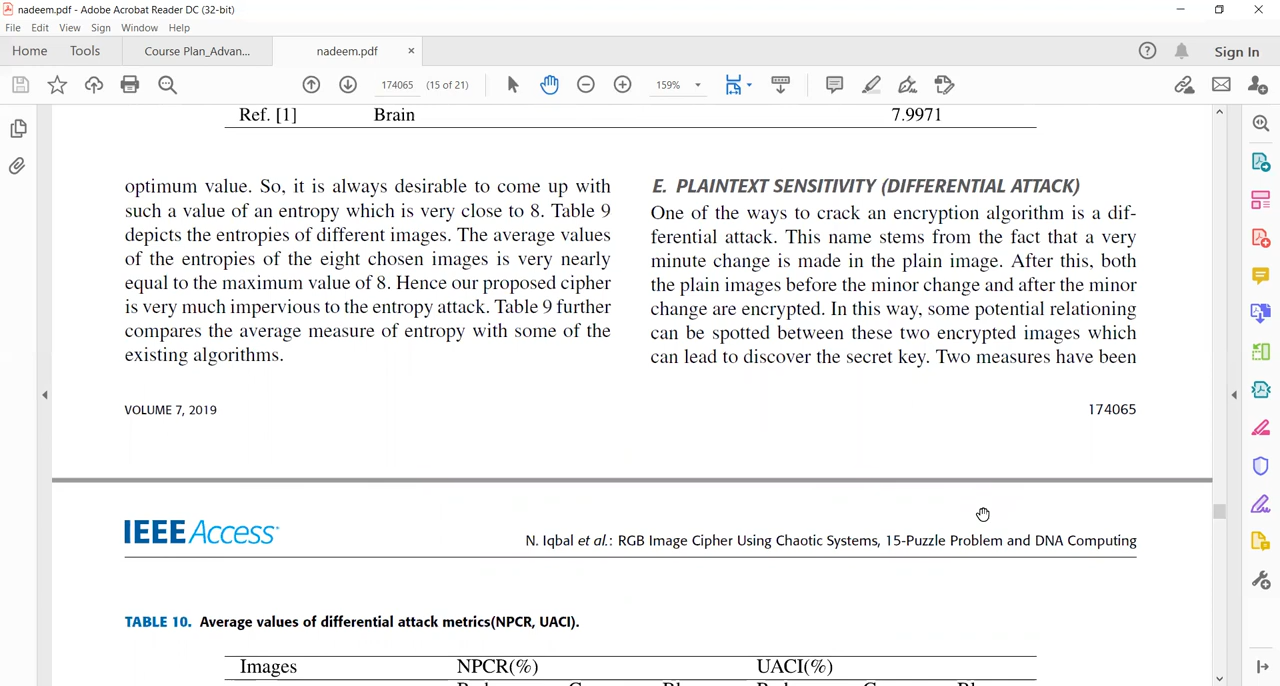 nadeem.pdf - Adobe Acrobat Reader DC (32-bit)
File Edit View Sign Window Help
Home Tools Course Plan_Advan... nadeem.pdf × Sign In
174065 (15 of 21) 159%
Ref. [1] Brain 7.9971
optimum value. So, it is always desirable to come up with
such a value of an entropy which is very close to 8. Table 9
depicts the entropies of different images. The average values
of the entropies of the eight chosen images is very nearly
equal to the maximum value of 8. Hence our proposed cipher
is very much impervious to the entropy attack. Table 9 further
compares the average measure of entropy with some of the
existing algorithms.
E. PLAINTEXT SENSITIVITY (DIFFERENTIAL ATTACK)
One of the ways to crack an encryption algorithm is a dif-
ferential attack. This name stems from the fact that a very
minute change is made in the plain image. After this, both
the plain images before the minor change and after the minor
change are encrypted. In this way, some potential relationing
can be spotted between these two encrypted images which
can lead to discover the secret key. Two measures have been
VOLUME 7, 2019 174065
IEEE Access
N. Iqbal et al.: RGB Image Cipher Using Chaotic Systems, 15-Puzzle Problem and DNA Computing
TABLE 10. Average values of differential attack metrics(NPCR, UACI).
Images NPCR(%) UACI(%)